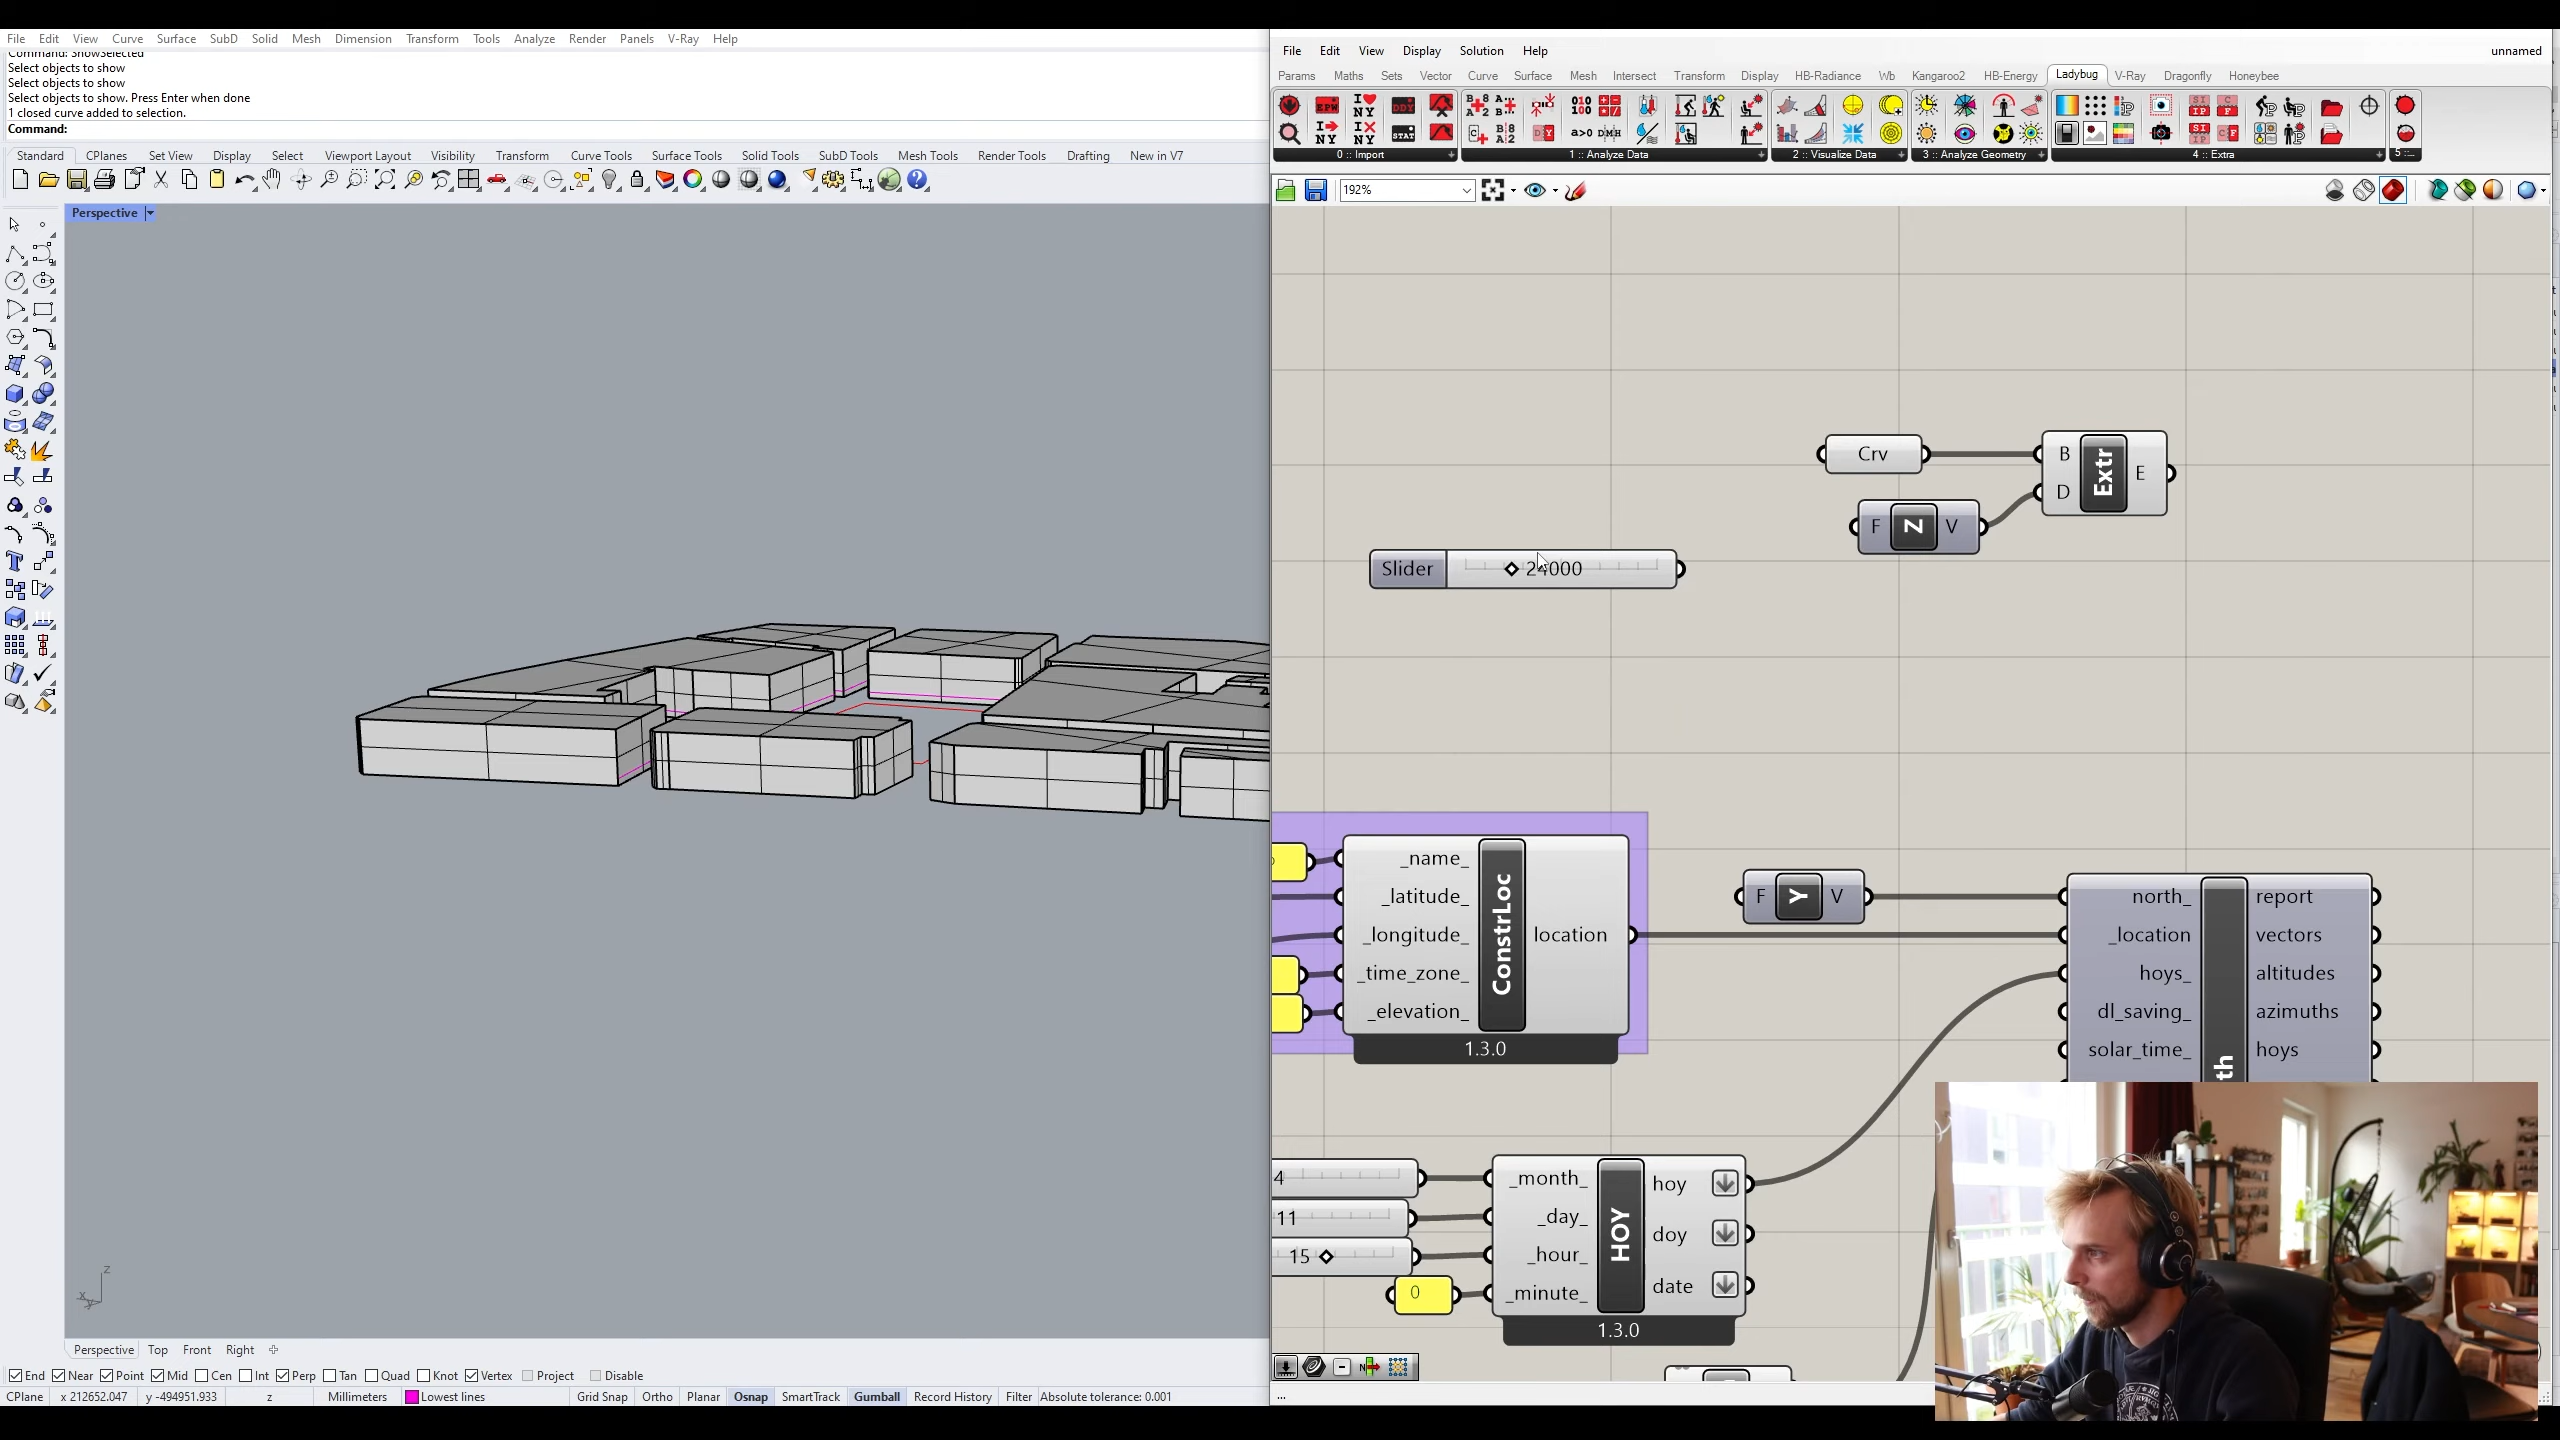 File Edit View Curve Surface SubD Solid Mesh Dimension Transform Tools Analyze Render Panels V-Ray Help
Command: ShowSelected
Select objects to show
Select objects to show
Select objects to show. Press Enter when done
1 closed curve added to selection.
Command:
Standard CPlanes Set View Display Select Viewport Layout Visibility Transform Curve Tools Surface Tools Solid Tools SubD Tools Mesh Tools Render Tools Drafting New in V7
Perspective
z
x y
Perspective Top Front Right
End Near Point Mid Cen Int Perp Tan Quad Knot Vertex Project Disable
CPlane x 212652.047 y -494951.933 z Millimeters Lowest lines Grid Snap Ortho Planar Osnap SmartTrack Gumball Record History Filter Absolute tolerance: 0.001
File Edit View Display Solution Help unnamed
Params Maths Sets Vector Curve Surface Mesh Intersect Transform Display HB-Radiance Wb Kangaroo2 HB-Energy Ladybug V-Ray Dragonfly Honeybee
0 :: Import 1 :: Analyze Data 2 :: Visualize Data 3 :: Analyze Geometry 4 :: Extra
192%
Crv
B
D
Extr
E
F Z V
Slider 24000
_name_
_latitude_
_longitude_
_time_zone_
_elevation_
ConstrLoc
location
1.3.0
F Y V
north_
_location
hoys_
dl_saving_
solar_time_
th
report
vectors
altitudes
azimuths
hoys
4
11
15
0
_month_
_day_
_hour_
_minute_
HOY
hoy
doy
date
1.3.0
...